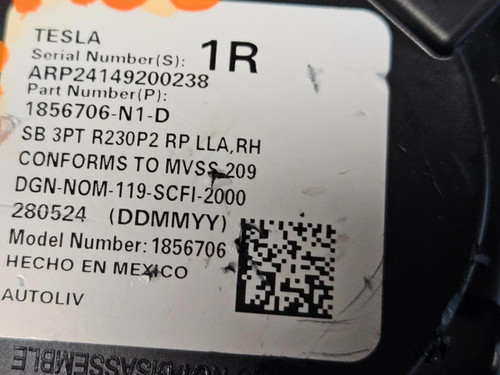 TESLA
Serial Number(S): 1R
ARP24149200238
Part Number(P):
1856706-N1-D
SB 3PT R230P2 RP LLA,RH
CONFORMS TO MVSS 209
DGN-NOM-119-SCFI-2000
280524 (DDMMYY)
Model Number: 1856706
HECHO EN MEXICO
AUTOLIV
DISASSEMBLE